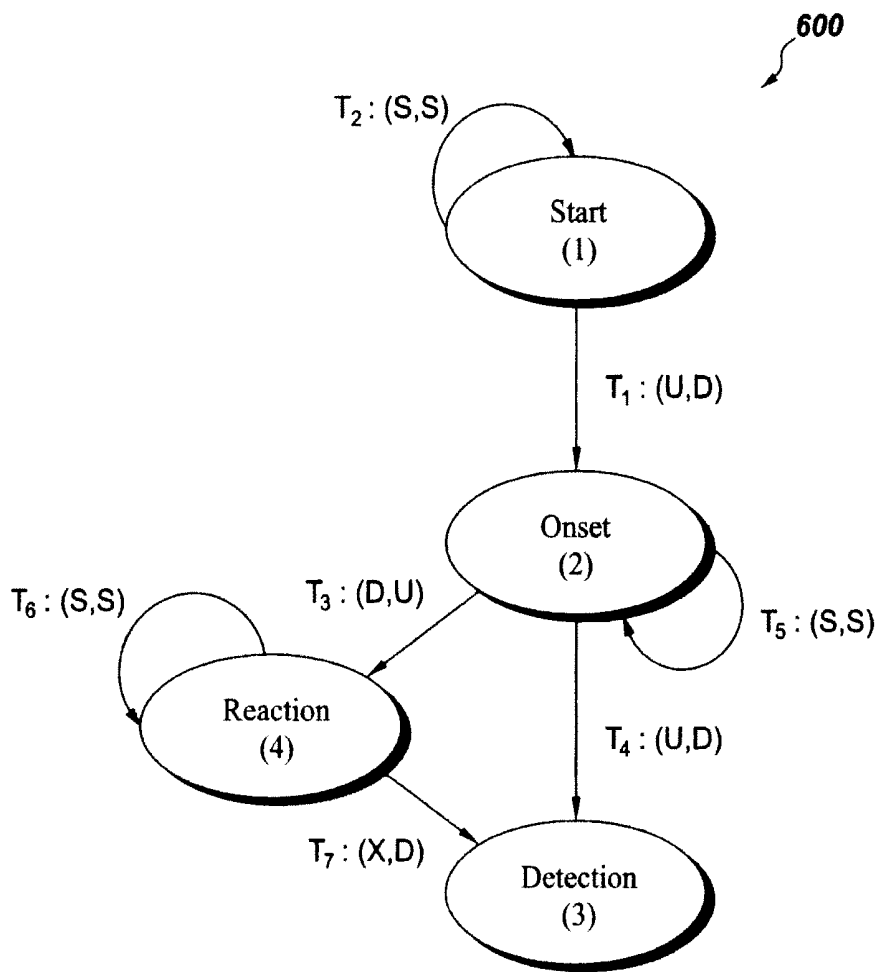 600
T₂ : (S,S)
Start
(1)
T₁ : (U,D)
Onset
(2)
T₃ : (D,U)
T₆ : (S,S)
T₅ : (S,S)
Reaction
(4)
T₄ : (U,D)
T₇ : (X,D)
Detection
(3)